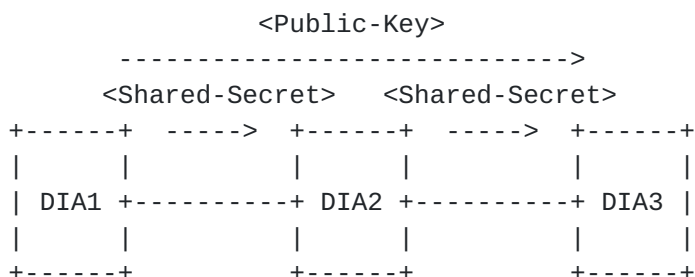 <Public-Key>
----------------------------->
<Shared-Secret>   <Shared-Secret>
+------+  ----->  +------+  ----->  +------+
|      |          |      |          |      |
| DIA1 +----------+ DIA2 +----------+ DIA3 |
|      |          |      |          |      |
+------+          +------+          +------+